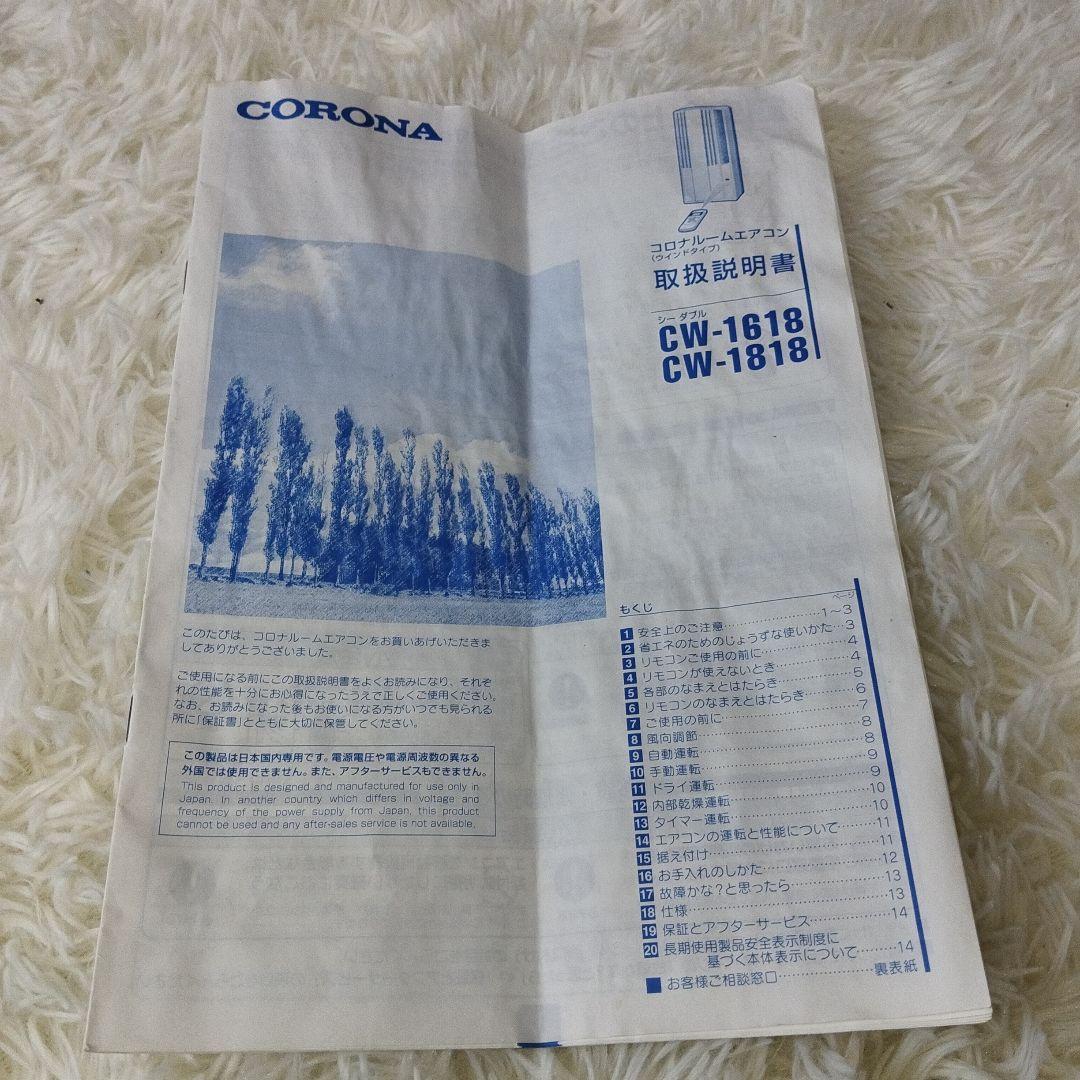 CORONA
コロナルームエアコン
(ウインドタイプ)
取扱説明書
シー ダブル
CW-1618
CW-1818
このたびは、コロナルームエアコンをお買いあげいただきま
してありがとうございました。
ご使用になる前にこの取扱説明書をよくお読みになり、それぞ
れの性能を十分にお心得になったうえで正しくご使用ください。
なお、お読みになった後もお使いになる方がいつでも見られる
所に「保証書」とともに大切に保管してください。
この製品は日本国内専用です。電源電圧や電源周波数の異なる
外国では使用できません。また、アフターサービスもできません。
This product is designed and manufactured for use only in
Japan. In another country which differs in voltage and
frequency of the power supply from Japan, this product
cannot be used and any after-sales service is not available.
もくじ ページ
1 安全上のご注意…………1〜3
2 省エネのためのじょうずな使いかた…3
3 リモコンご使用の前に…………4
4 リモコンが使えないとき…………4
5 各部のなまえとはたらき…………5
6 リモコンのなまえとはたらき…………6
7 ご使用の前に…………7
8 風向調節…………8
9 自動運転…………8
10 手動運転…………9
11 ドライ運転…………9
12 内部乾燥運転…………10
13 タイマー運転…………10
14 エアコンの運転と性能について……11
15 据え付け…………11
16 お手入れのしかた…………12
17 故障かな?と思ったら…………13
18 仕様…………13
19 保証とアフターサービス…………14
20 長期使用製品安全表示制度に
基づく本体表示について………14
■ お客様ご相談窓口…………裏表紙